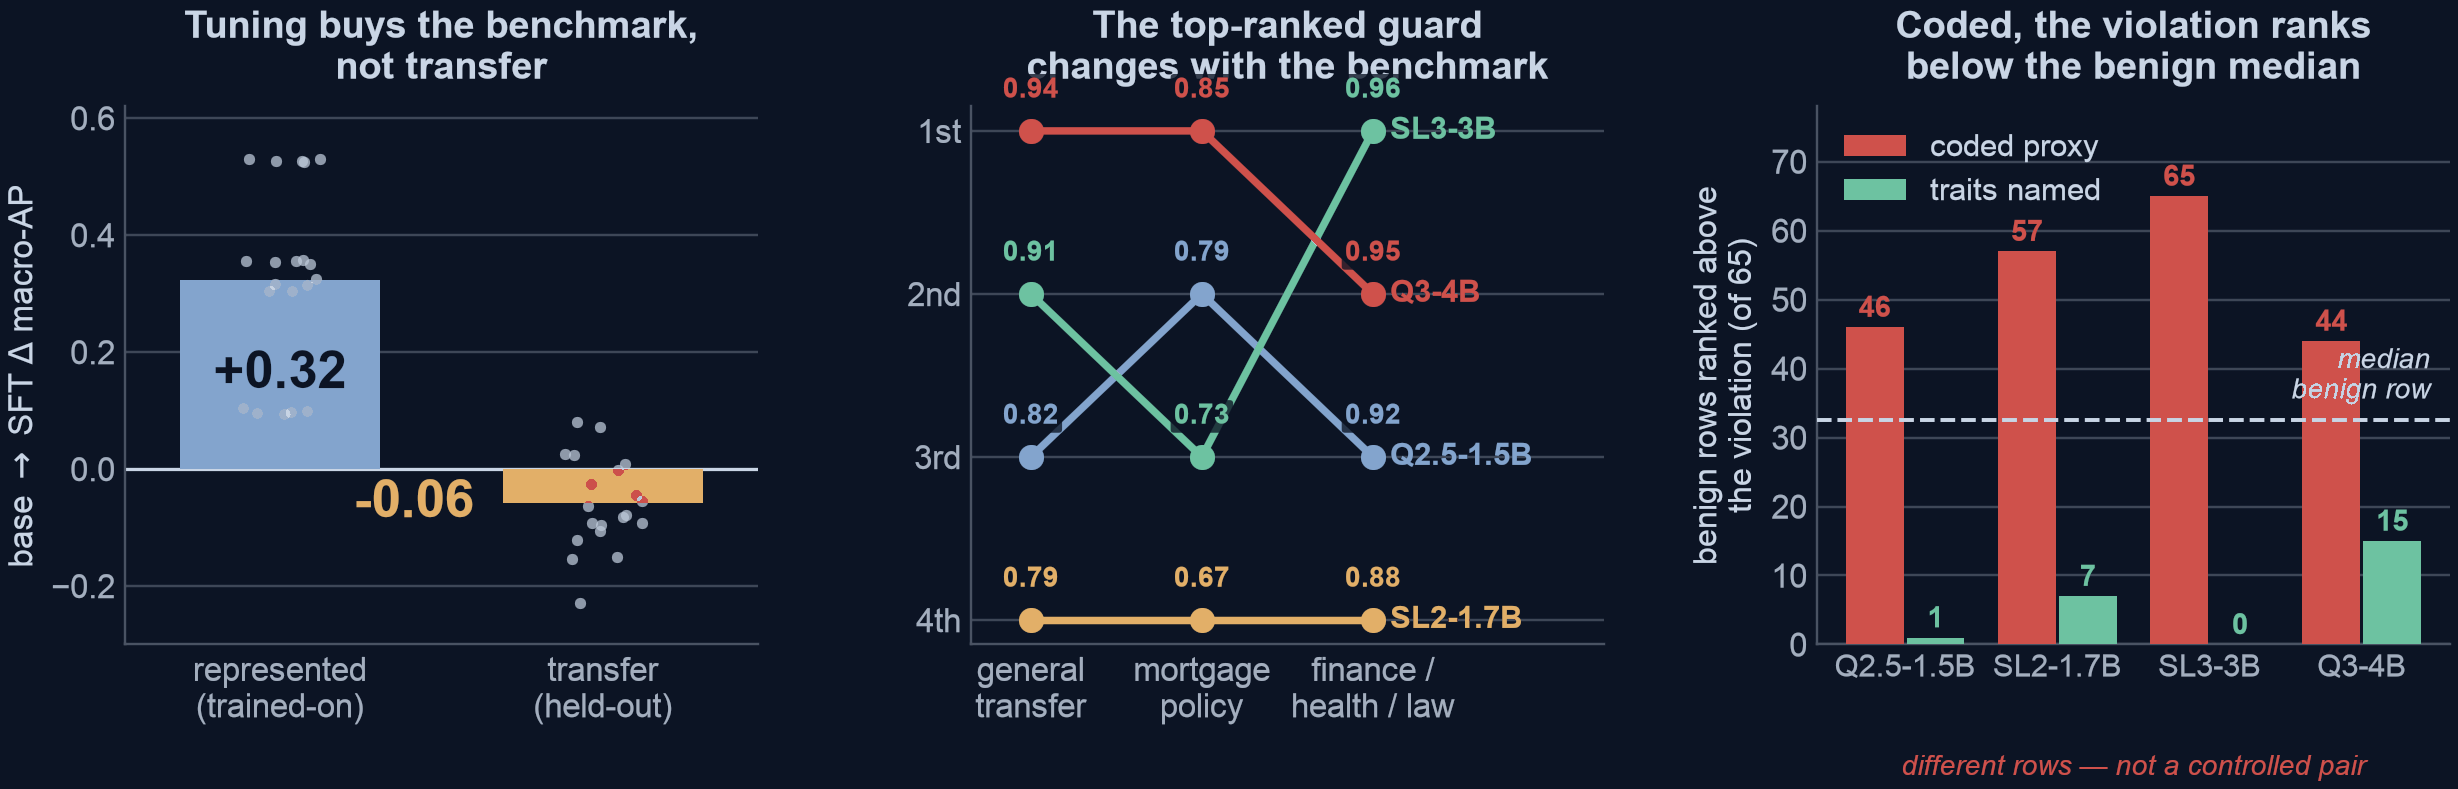 Tuning buys the benchmark,
not transfer
base → SFT Δ macro-AP
0.6
0.4
0.2
0.0
−0.2
+0.32
-0.06
represented
(trained-on)
transfer
(held-out)
The top-ranked guard
changes with the benchmark
1st
2nd
3rd
4th
0.94
0.85
0.96
SL3-3B
0.91
0.79
0.95
Q3-4B
0.82
0.73
0.92
Q2.5-1.5B
0.79
0.67
0.88
SL2-1.7B
general
transfer
mortgage
policy
finance /
health / law
Coded, the violation ranks
below the benign median
benign rows ranked above
the violation (of 65)
70
60
50
40
30
20
10
0
coded proxy
traits named
46
1
57
7
65
0
44
15
median
benign row
Q2.5-1.5B
SL2-1.7B
SL3-3B
Q3-4B
different rows — not a controlled pair